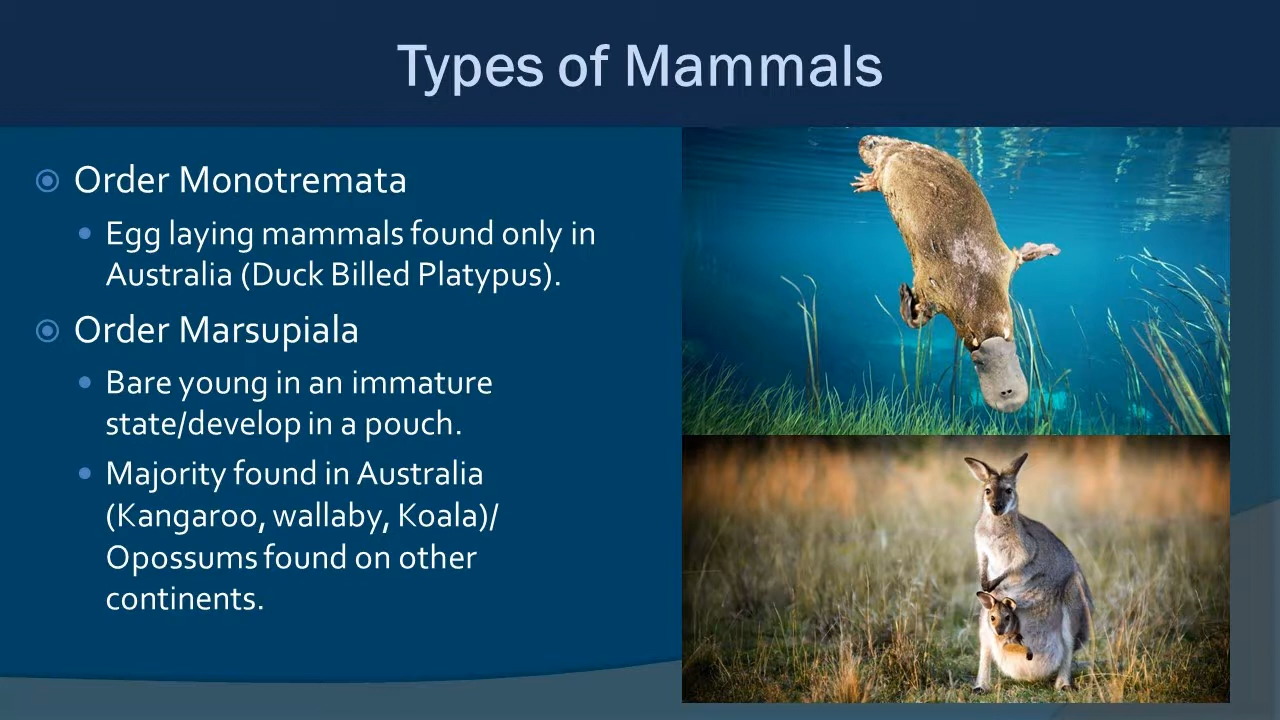 Types of Mammals
Order Monotremata
Egg laying mammals found only in
Australia (Duck Billed Platypus).
Order Marsupiala
Bare young in an immature
state/develop in a pouch.
Majority found in Australia
(Kangaroo, wallaby, Koala)/
Opossums found on other
continents.